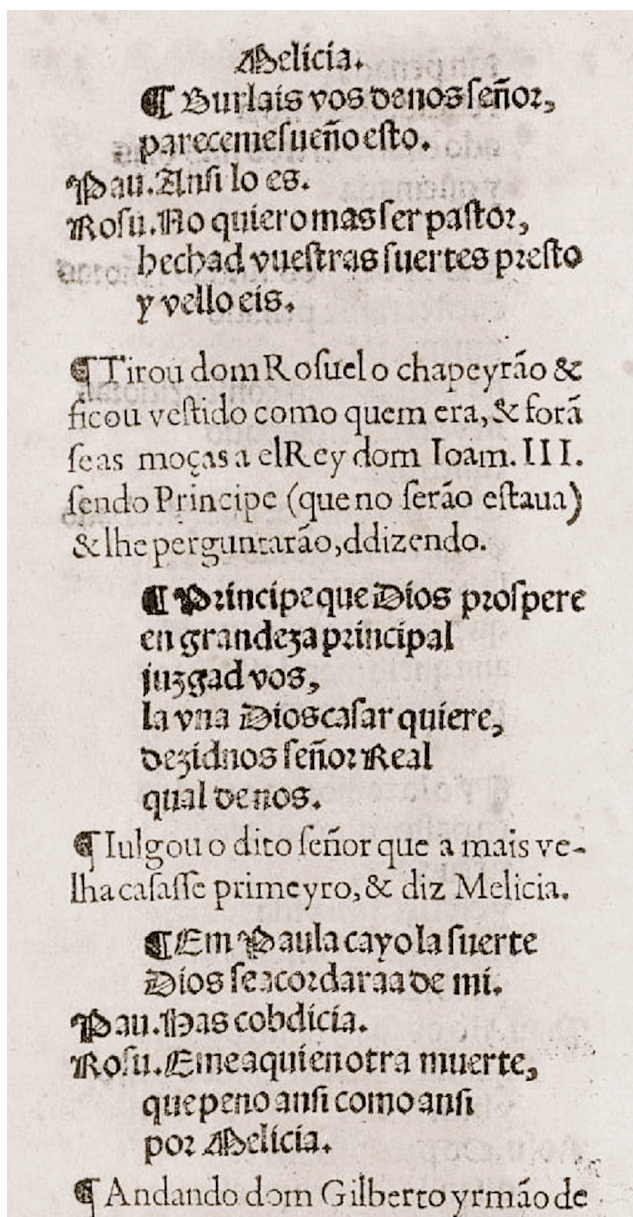 Melicia.
¶ Burlais vos de nos señor,
pareceme sueño esto.
Pau. Ansi lo es.
Rosu. No quiero mas ser pastor,
hechad vuestras suertes presto
y vello eis.
¶ Tirou dom Rosuel o chapeyrão &
ficou vestido como quem era, & forã
se as moças a elRey dom Ioam. III.
sendo Principe (que no serão estaua)
& lhe perguntarão, ddizendo.
¶ Principe que Dios prospere
en grandeza principal
juzgad vos,
la vna Dios casar quiere,
dezidnos señor Real
qual de nos.
¶ Iulgou o dito señor que a mais ve-
lha casasse primeyro, & diz Melicia.
¶ Em Paula cayo la suerte
Dios se acordaraa de mi.
Pau. Has cobdicia.
Rosu. Eme aqui en otra muerte,
que peno ansi como ansi
por Melicia.
¶ Andando dom Gilberto yrmão de